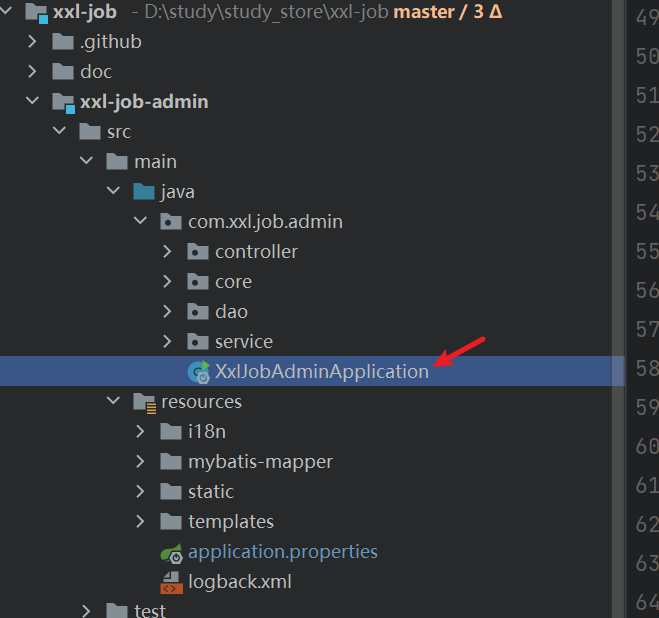 xxl-job - D:\study\study_store\xxl-job master / 3 Δ
.github
doc
xxl-job-admin
src
main
java
com.xxl.job.admin
controller
core
dao
service
XxlJobAdminApplication
resources
i18n
mybatis-mapper
static
templates
application.properties
logback.xml
test
49
50
51
52
53
54
55
56
57
58
59
60
61
62
63
64